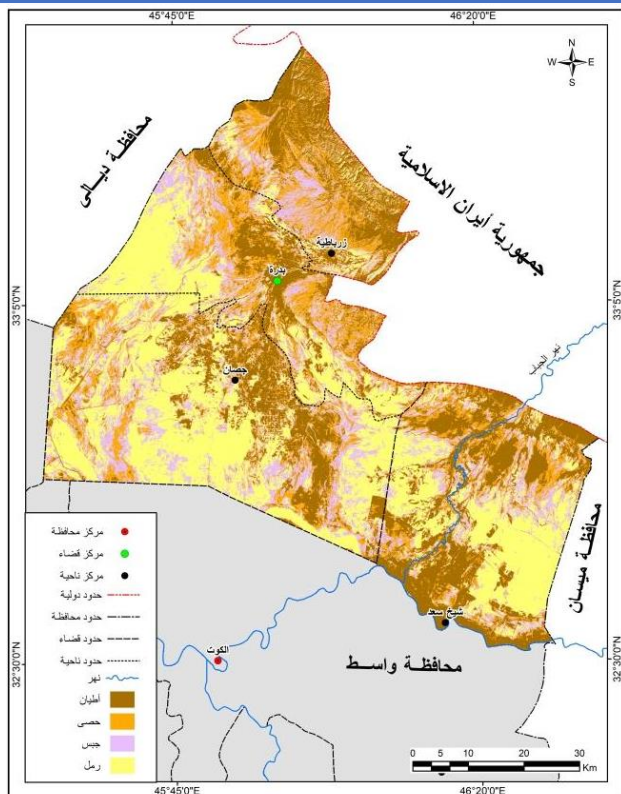 45°45'0"E
46°20'0"E
N
W E
S
محافظة ديالى
جمهورية أيران الاسلامية
زرباطية
بدرة
33°5'0"N
33°5'0"N
نهر الجباب
جصان
محافظة ميسان
شيخ سعد
الكوت
محافظة واسط
32°30'0"N
32°30'0"N
مركز محافظة
مركز قضاء
مركز ناحية
حدود دولية
حدود محافظة
حدود قضاء
حدود ناحية
نهر
أطيان
حصى
جبس
رمل
0 5 10 20 30
Km
45°45'0"E
46°20'0"E